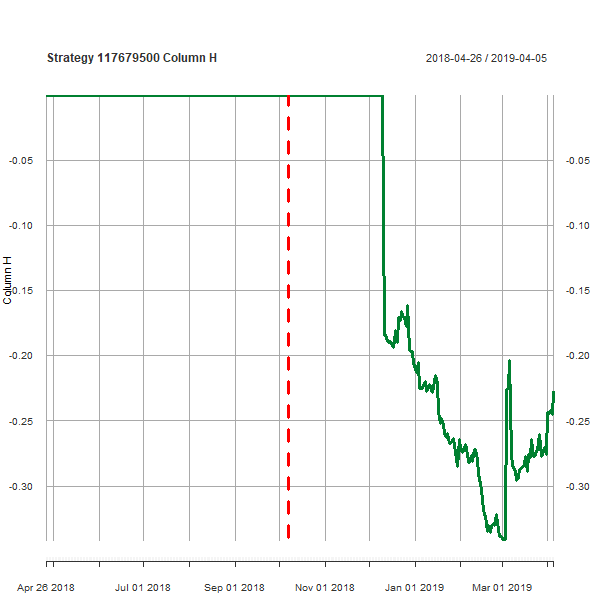 Strategy 117679500 Column H
2018-04-26 / 2019-04-05
-0.05
-0.05
-0.10
-0.10
-0.15
-0.15
-0.20
-0.20
-0.25
-0.25
-0.30
-0.30
Column H
Apr 26 2018
Jul 01 2018
Sep 01 2018
Nov 01 2018
Jan 01 2019
Mar 01 2019